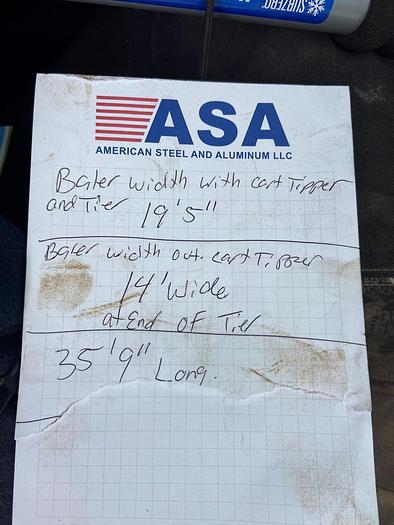 SUBZERO
ASA
AMERICAN STEEL AND ALUMINUM LLC
Baler width with cart Tipper
and Tier 19'5"
Baler width out cart Tipper
14' Wide
at End OF Tier
35'9" Long.